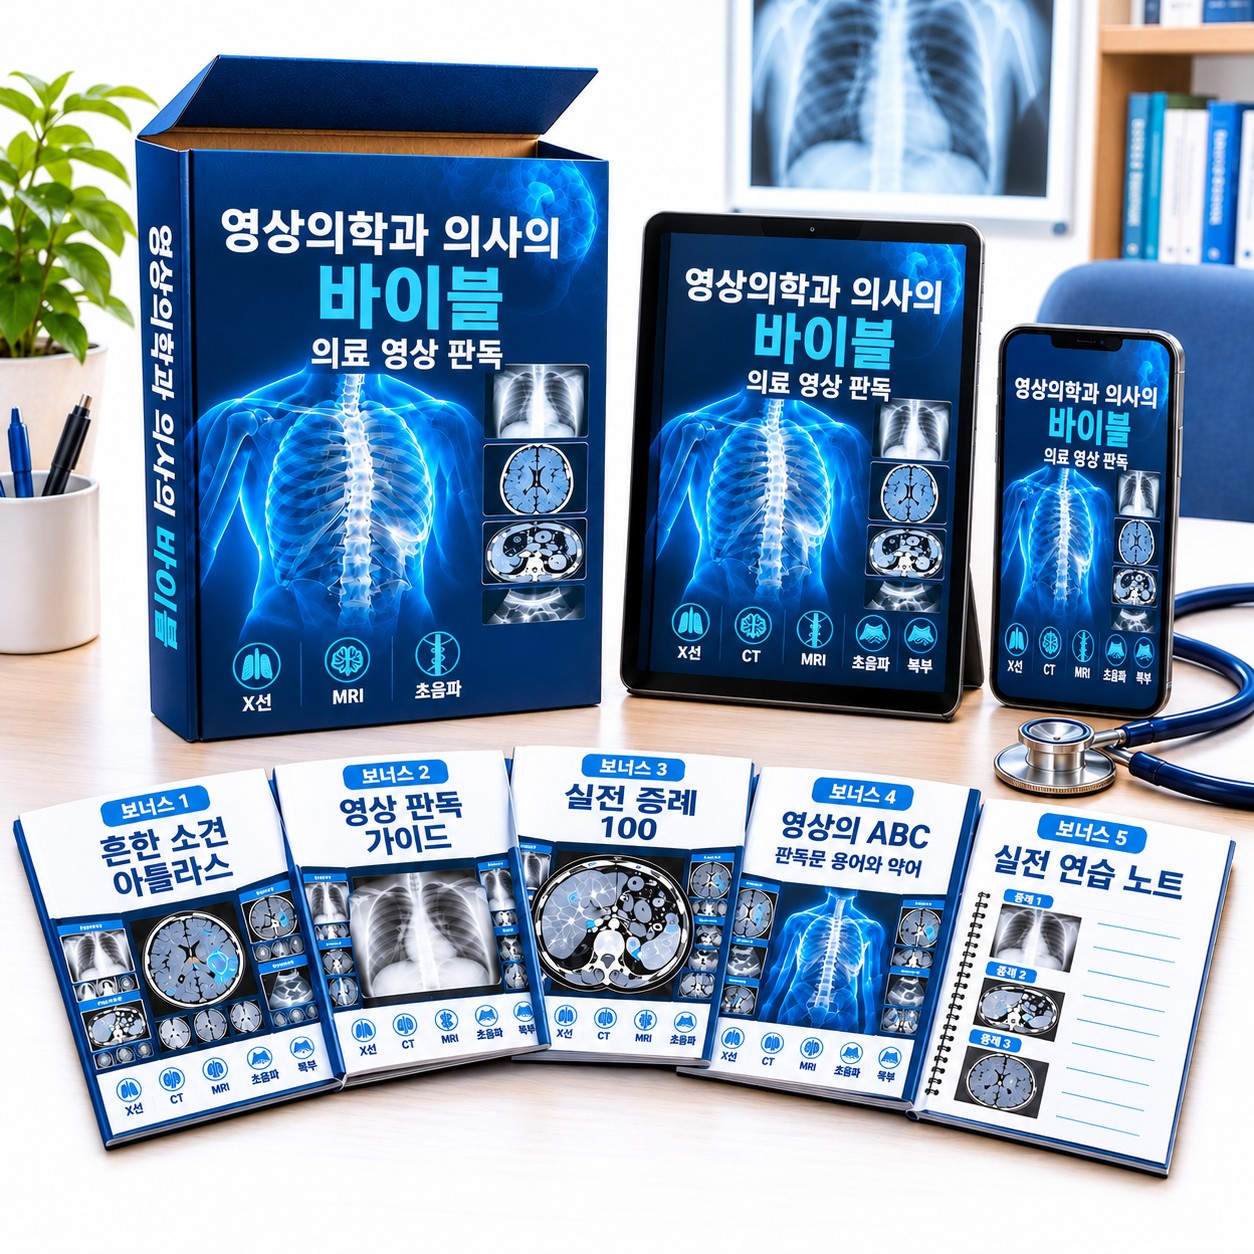 영상의학과 의사의 바이블
영상의학과 의사의
바이블
의료 영상 판독
X선
MRI
초음파
영상의학과 의사의
바이블
의료 영상 판독
X선
CT
MRI
초음파
복부
영상의학과 의사의
바이블
의료 영상 판독
X선
CT
MRI
초음파
복부
보너스 1
흔한 소견
아틀라스
X선
CT
MRI
초음파
복부
보너스 2
영상 판독
가이드
X선
CT
MRI
초음파
복부
보너스 3
실전 증례
100
X선
CT
MRI
초음파
보너스 4
영상의 ABC
판독문 용어와 약어
X선
CT
MRI
초음파
복부
보너스 5
실전 연습 노트
증례 1
증례 2
증례 3